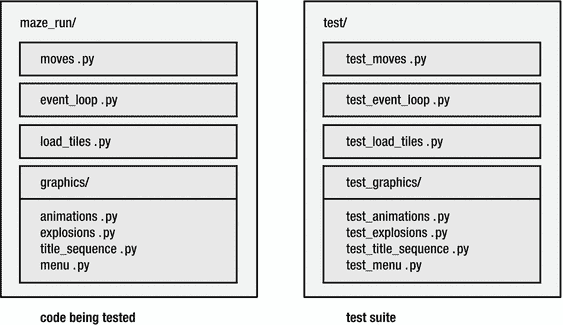 maze_run/
moves.py
event_loop.py
load_tiles.py
graphics/
animations.py
explosions.py
title_sequence.py
menu.py
code being tested
test/
test_moves.py
test_event_loop.py
test_load_tiles.py
test_graphics/
test_animations.py
test_explosions.py
test_title_sequence.py
test_menu.py
test suite